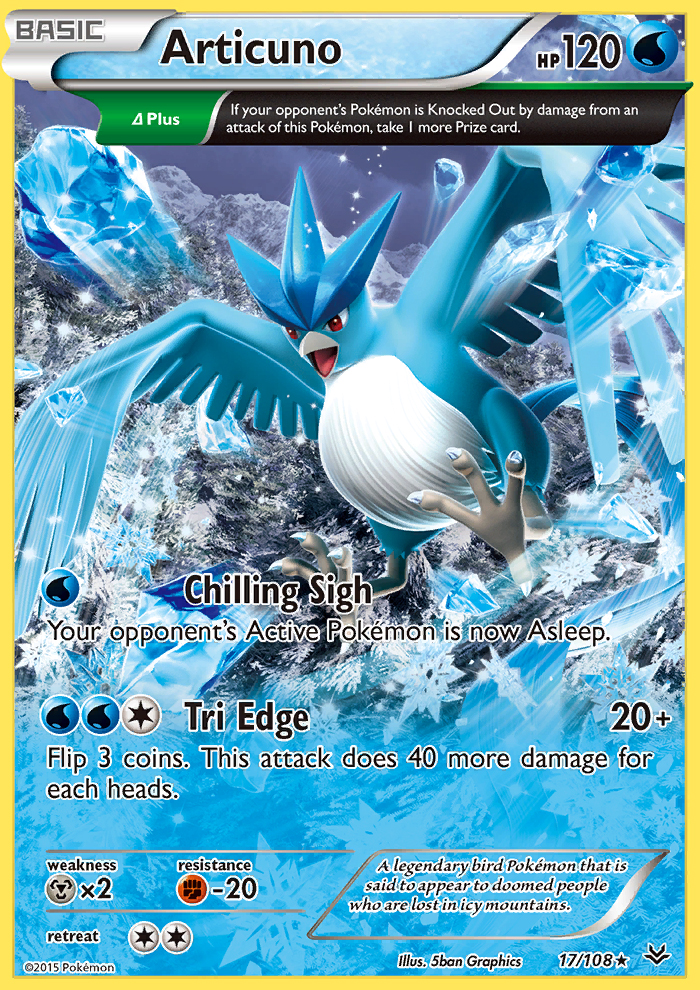 BASIC
Articuno
HP120
Δ Plus
If your opponent's Pokémon is Knocked Out by damage from an
attack of this Pokémon, take 1 more Prize card.
Chilling Sigh
Your opponent's Active Pokémon is now Asleep.
Tri Edge 20+
Flip 3 coins. This attack does 40 more damage for
each heads.
weakness resistance
×2 -20
A legendary bird Pokémon that is
said to appear to doomed people
who are lost in icy mountains.
retreat
©2015 Pokémon Illus. 5ban Graphics 17/108★